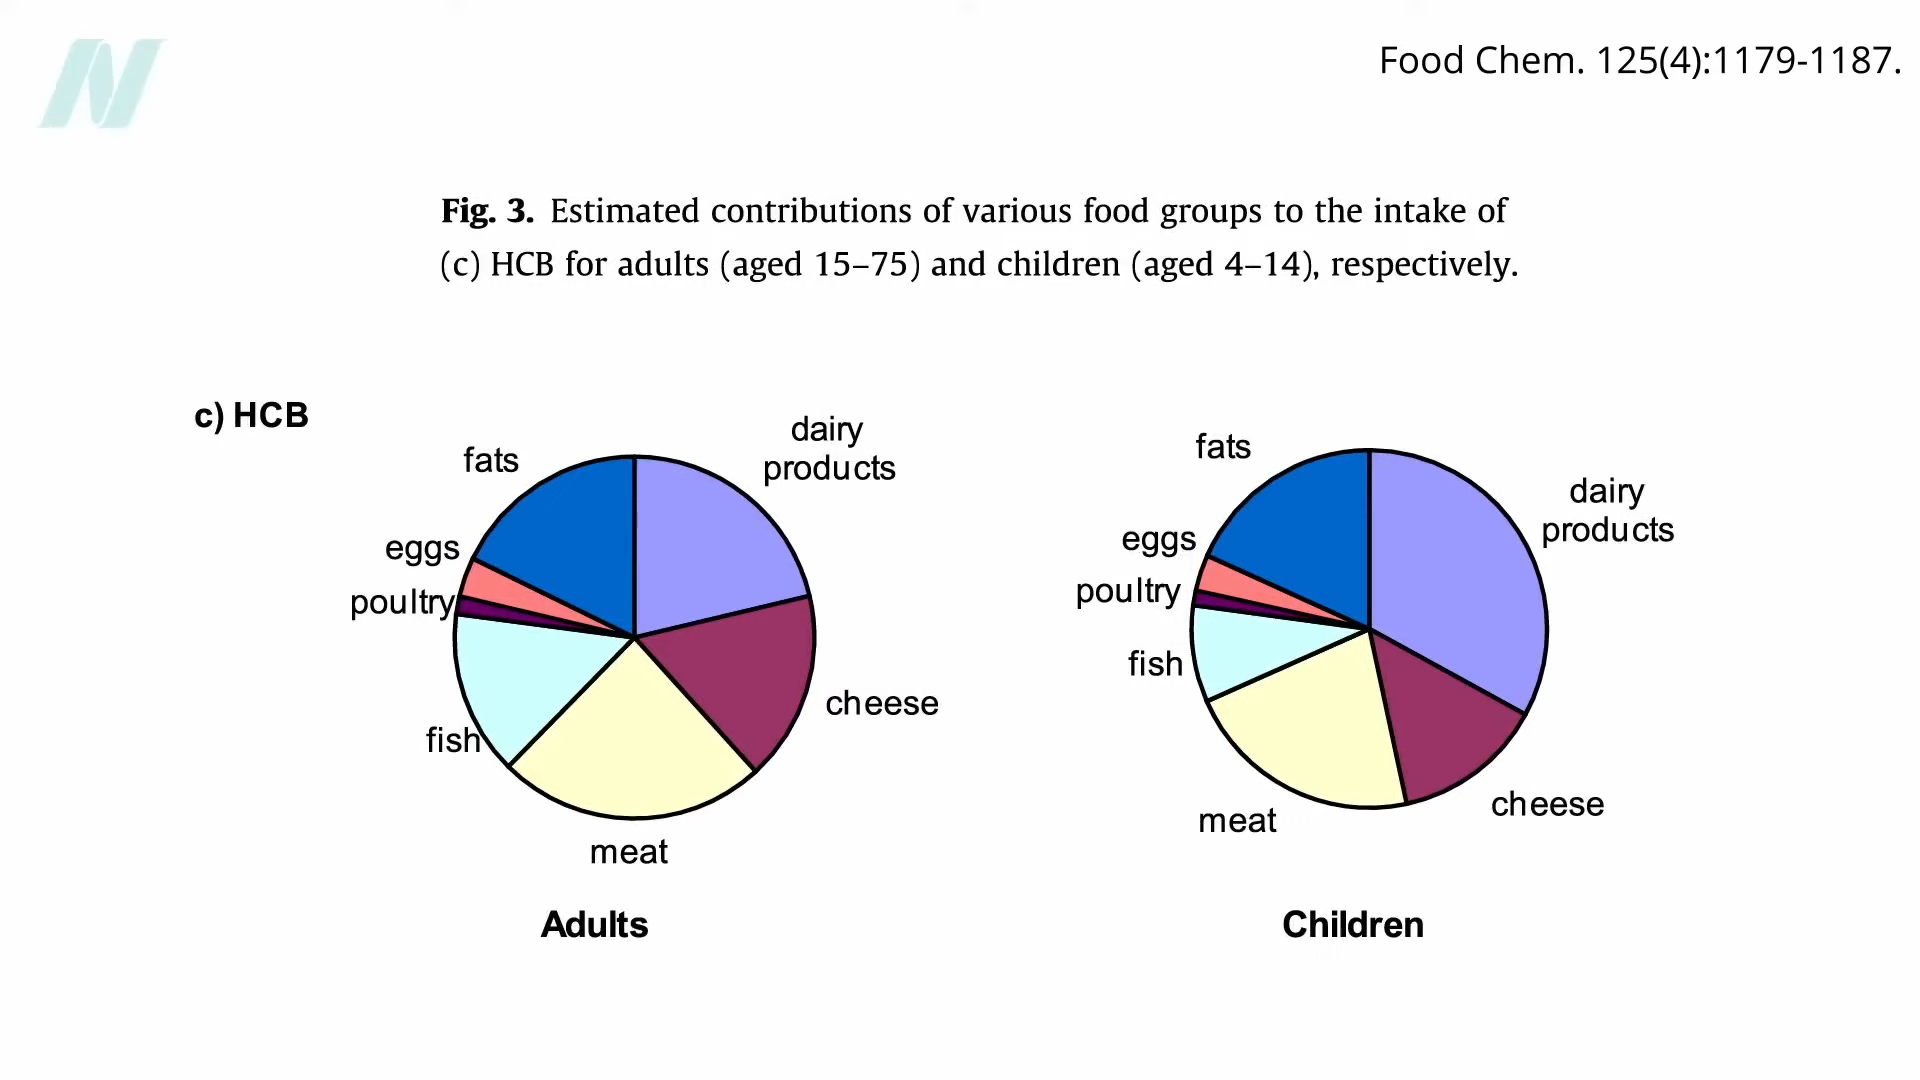 Food Chem. 125(4):1179-1187.
Fig. 3. Estimated contributions of various food groups to the intake of
(c) HCB for adults (aged 15–75) and children (aged 4–14), respectively.
c) HCB
fats
dairy
products
eggs
poultry
cheese
fish
meat
Adults
fats
dairy
products
eggs
poultry
fish
cheese
meat
Children